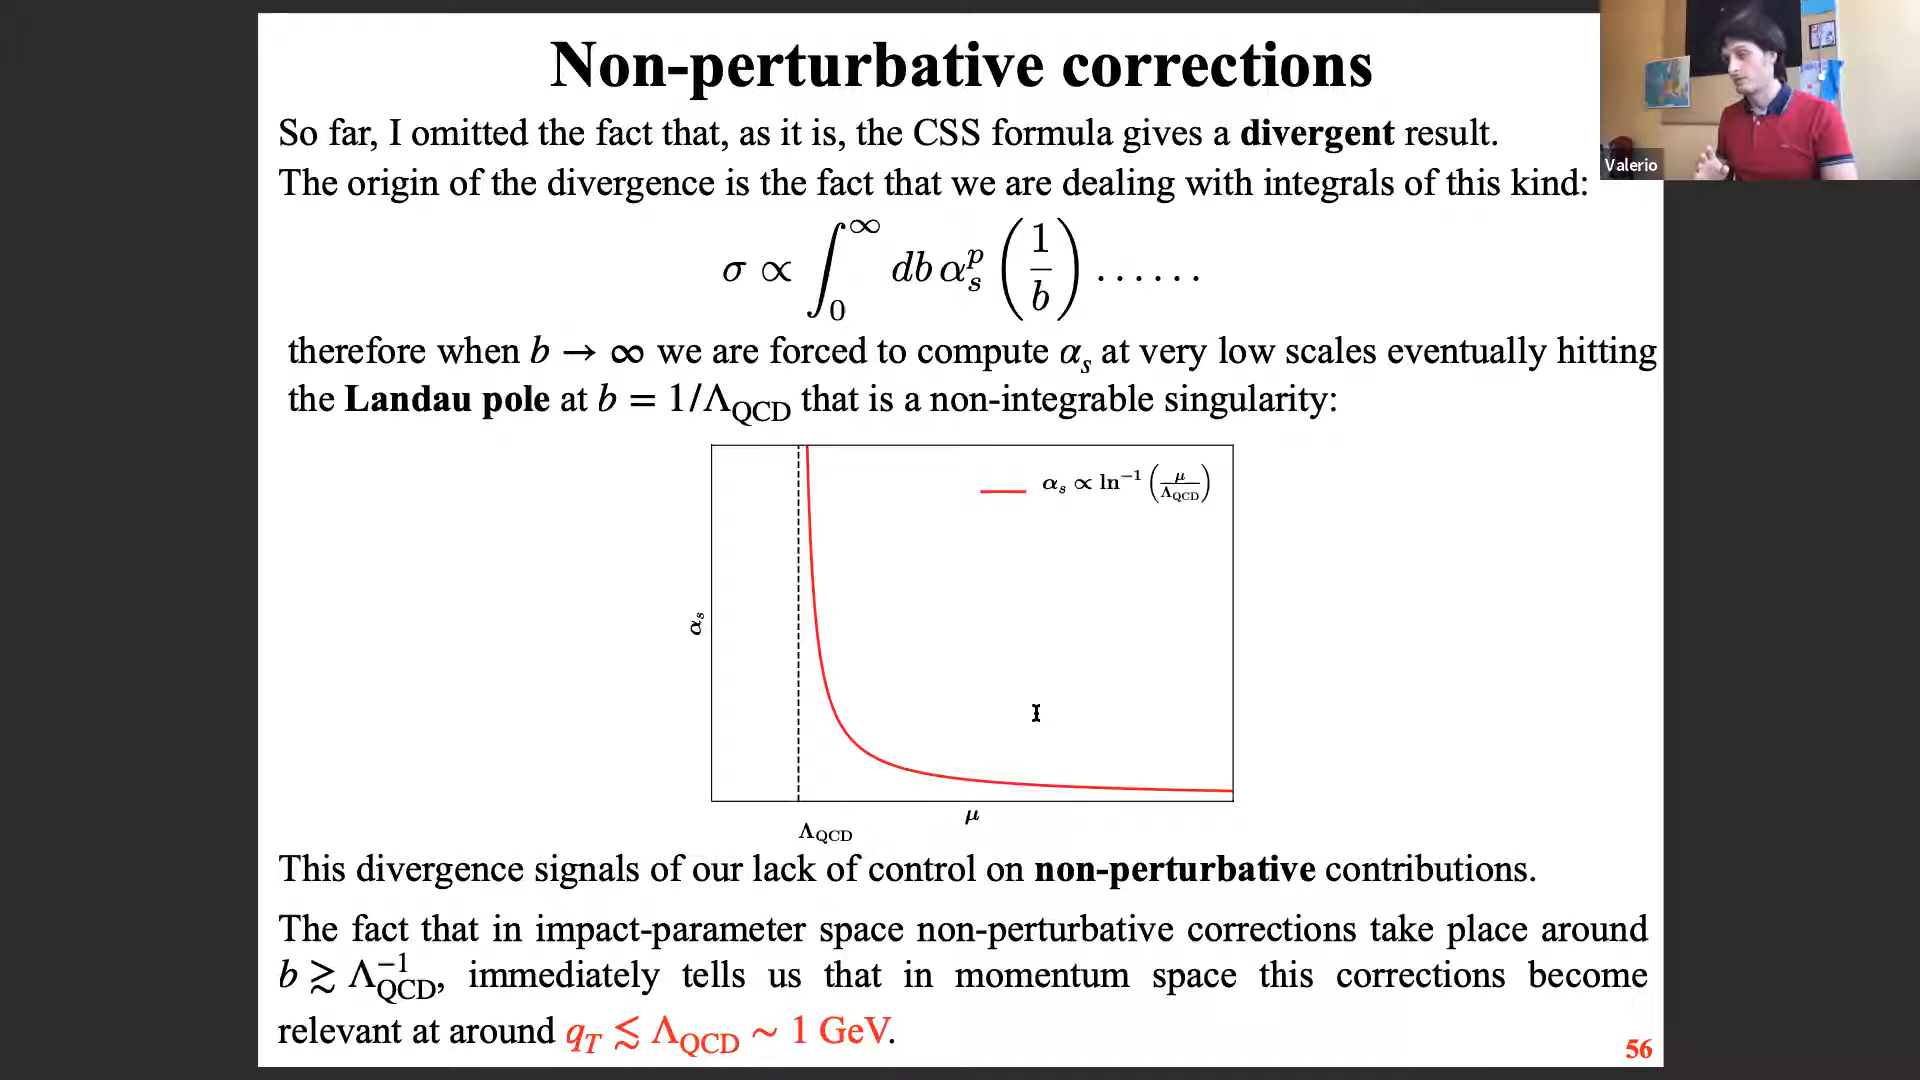 Non-perturbative corrections
So far, I omitted the fact that, as it is, the CSS formula gives a divergent result.
Valerio
The origin of the divergence is the fact that we are dealing with integrals of this kind:
σ ∝ ∫_0^∞ db α_s^p (1/b) ......
therefore when b → ∞ we are forced to compute α_s at very low scales eventually hitting
the Landau pole at b = 1/Λ_QCD that is a non-integrable singularity:
α_s ∝ ln^{-1} (μ/Λ_QCD)
α_s
μ
Λ_QCD
This divergence signals of our lack of control on non-perturbative contributions.
The fact that in impact-parameter space non-perturbative corrections take place around
b ≳ Λ_QCD^{-1}, immediately tells us that in momentum space this corrections become
relevant at around q_T ≲ Λ_QCD ∼ 1 GeV.
56